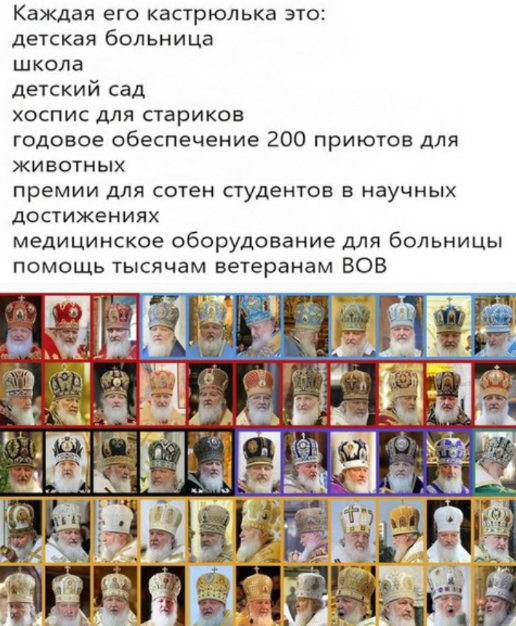 Каждая его кастрюлька это:
детская больница
школа
детский сад
хоспис для стариков
годовое обеспечение 200 приютов для
животных
премии для сотен студентов в научных
достижениях
медицинское оборудование для больницы
помощь тысячам ветеранам ВОВ